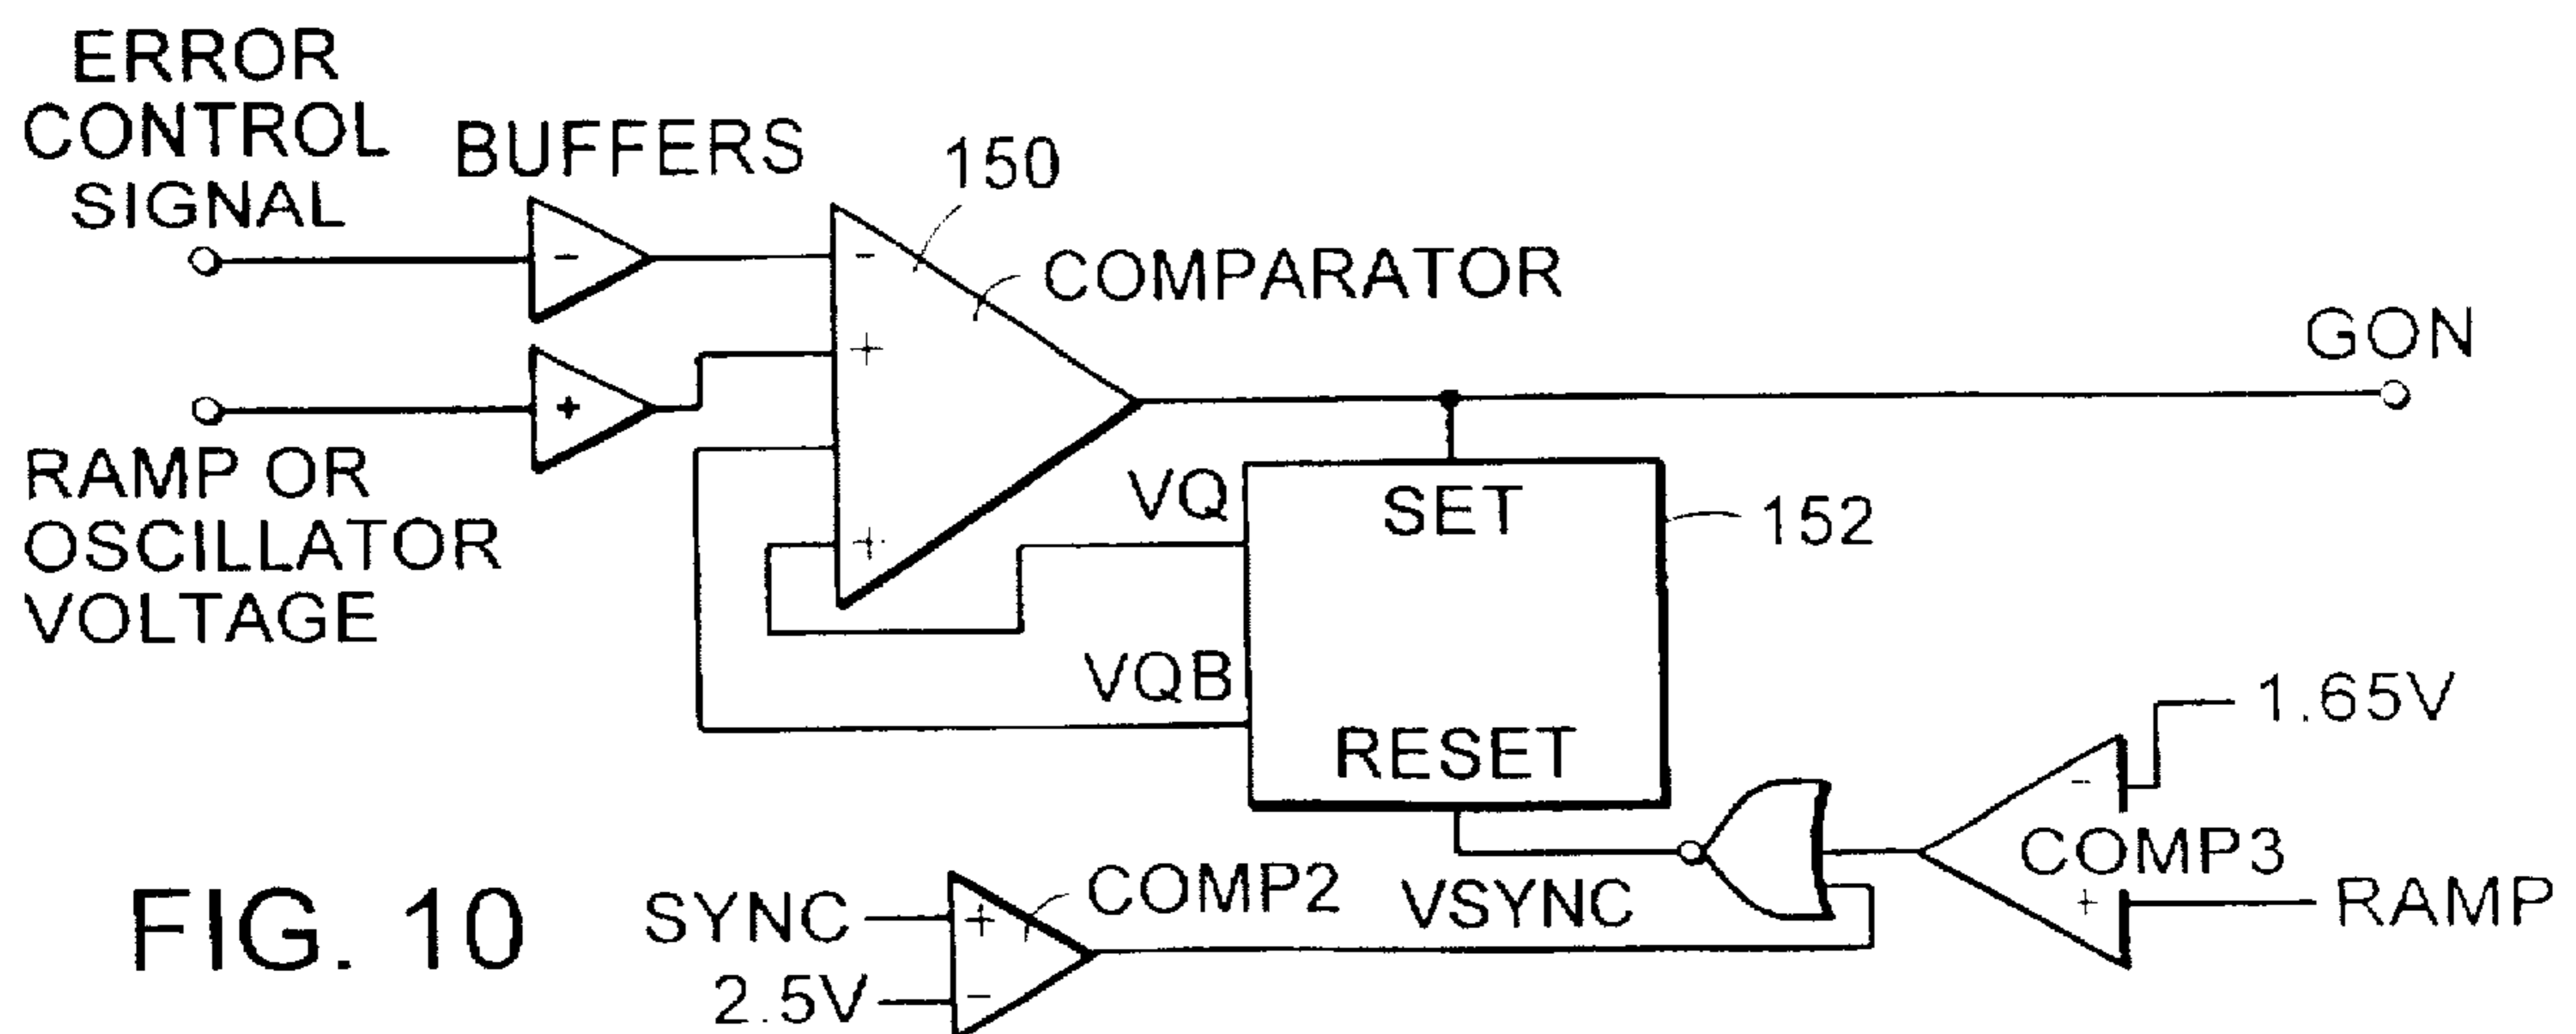 ERROR
CONTROL
SIGNAL
BUFFERS
150
COMPARATOR
GON
-
+
-
+
+
RAMP OR
OSCILLATOR
VOLTAGE
VQ
SET
152
VQB
RESET
1.65V
-
COMP3
+
RAMP
VSYNC
COMP2
SYNC
+
2.5V
-
FIG. 10